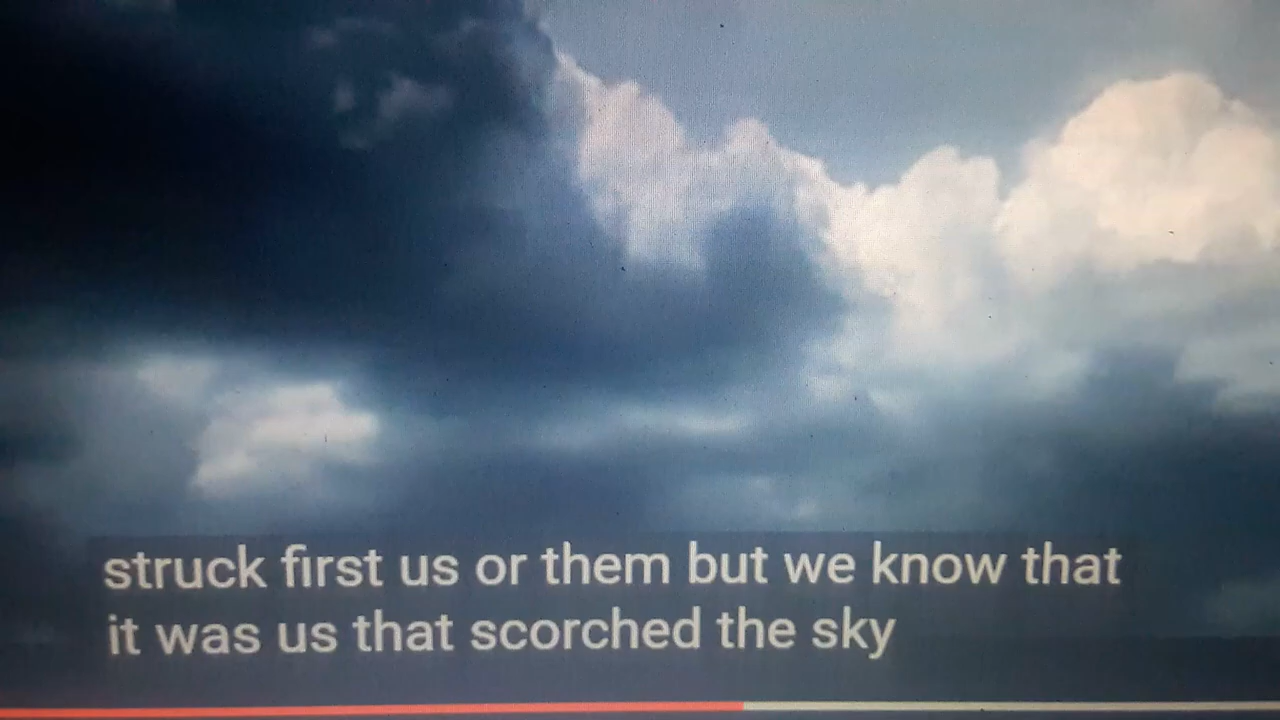 struck first us or them but we know that
it was us that scorched the sky